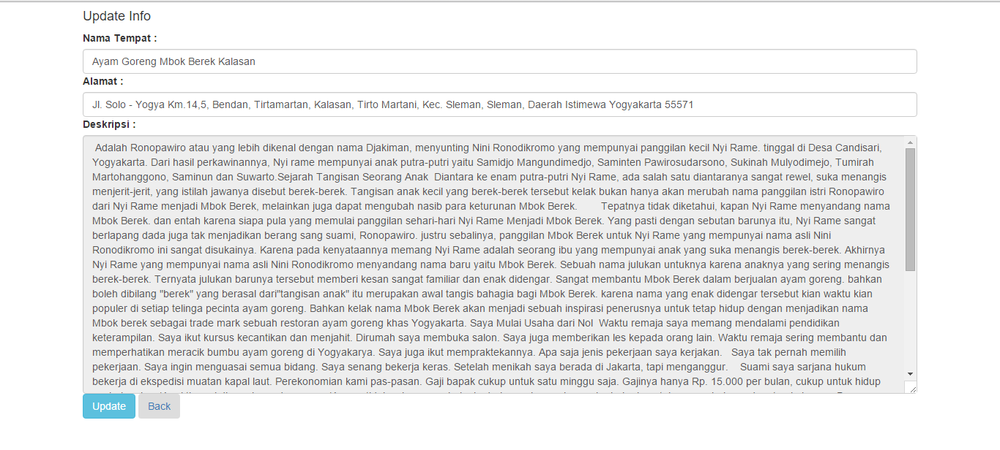 Update Info
Nama Tempat :
Ayam Goreng Mbok Berek Kalasan
Alamat :
Jl. Solo - Yogya Km.14,5, Bendan, Tirtamartan, Kalasan, Tirto Martani, Kec. Sleman, Sleman, Daerah Istimewa Yogyakarta 55571
Deskripsi :
Adalah Ronopawiro atau yang lebih dikenal dengan nama Djakiman, menyunting Nini Ronodikromo yang mempunyai panggilan kecil Nyi Rame. tinggal di Desa Candisari,
Yogyakarta. Dari hasil perkawinannya, Nyi rame mempunyai anak putra-putri yaitu Samidjo Mangundimedjo, Saminten Pawirosudarsono, Sukinah Mulyodimejo, Tumirah
Martohanggono, Saminun dan Suwarto.Sejarah Tangisan Seorang Anak  Diantara ke enam putra-putri Nyi Rame, ada salah satu diantaranya sangat rewel, suka menangis
menjerit-jerit, yang istilah jawanya disebut berek-berek. Tangisan anak kecil yang berek-berek tersebut kelak bukan hanya akan merubah nama panggilan istri Ronopawiro
dari Nyi Rame menjadi Mbok Berek, melainkan juga dapat mengubah nasib para keturunan Mbok Berek.        Tepatnya tidak diketahui, kapan Nyi Rame menyandang nama
Mbok Berek. dan entah karena siapa pula yang memulai panggilan sehari-hari Nyi Rame Menjadi Mbok Berek. Yang pasti dengan sebutan barunya itu, Nyi Rame sangat
berlapang dada juga tak menjadikan berang sang suami, Ronopawiro. justru sebalinya, panggilan Mbok Berek untuk Nyi Rame yang mempunyai nama asli Nini
Ronodikromo ini sangat disukainya. Karena pada kenyataannya memang Nyi Rame adalah seorang ibu yang mempunyai anak yang suka menangis berek-berek. Akhirnya
Nyi Rame yang mempunyai nama asli Nini Ronodikromo menyandang nama baru yaitu Mbok Berek. Sebuah nama julukan untuknya karena anaknya yang sering menangis
berek-berek. Ternyata julukan barunya tersebut memberi kesan sangat familiar dan enak didengar. Sangat membantu Mbok Berek dalam berjualan ayam goreng. bahkan
boleh dibilang "berek" yang berasal dari"tangisan anak" itu merupakan awal tangis bahagia bagi Mbok Berek. karena nama yang enak didengar tersebut kian waktu kian
populer di setiap telinga pecinta ayam goreng. Bahkan kelak nama Mbok Berek akan menjadi sebuah inspirasi penerusnya untuk tetap hidup dengan menjadikan nama
Mbok berek sebagai trade mark sebuah restoran ayam goreng khas Yogyakarta. Saya Mulai Usaha dari Nol  Waktu remaja saya memang mendalami pendidikan
keterampilan. Saya ikut kursus kecantikan dan menjahit. Dirumah saya membuka salon. Saya juga memberikan les kepada orang lain. Waktu remaja sering membantu dan
memperhatikan meracik bumbu ayam goreng di Yogyakarya. Saya juga ikut mempraktekannya. Apa saja jenis pekerjaan saya kerjakan.   Saya tak pernah memilih
pekerjaan. Saya ingin menguasai semua bidang. Saya senang bekerja keras. Setelah menikah saya berada di Jakarta, tapi menganggur.    Suami saya sarjana hukum
bekerja di ekspedisi muatan kapal laut. Perekonomian kami pas-pasan. Gaji bapak cukup untuk satu minggu saja. Gajinya hanya Rp. 15.000 per bulan, cukup untuk hidup
Update
Back